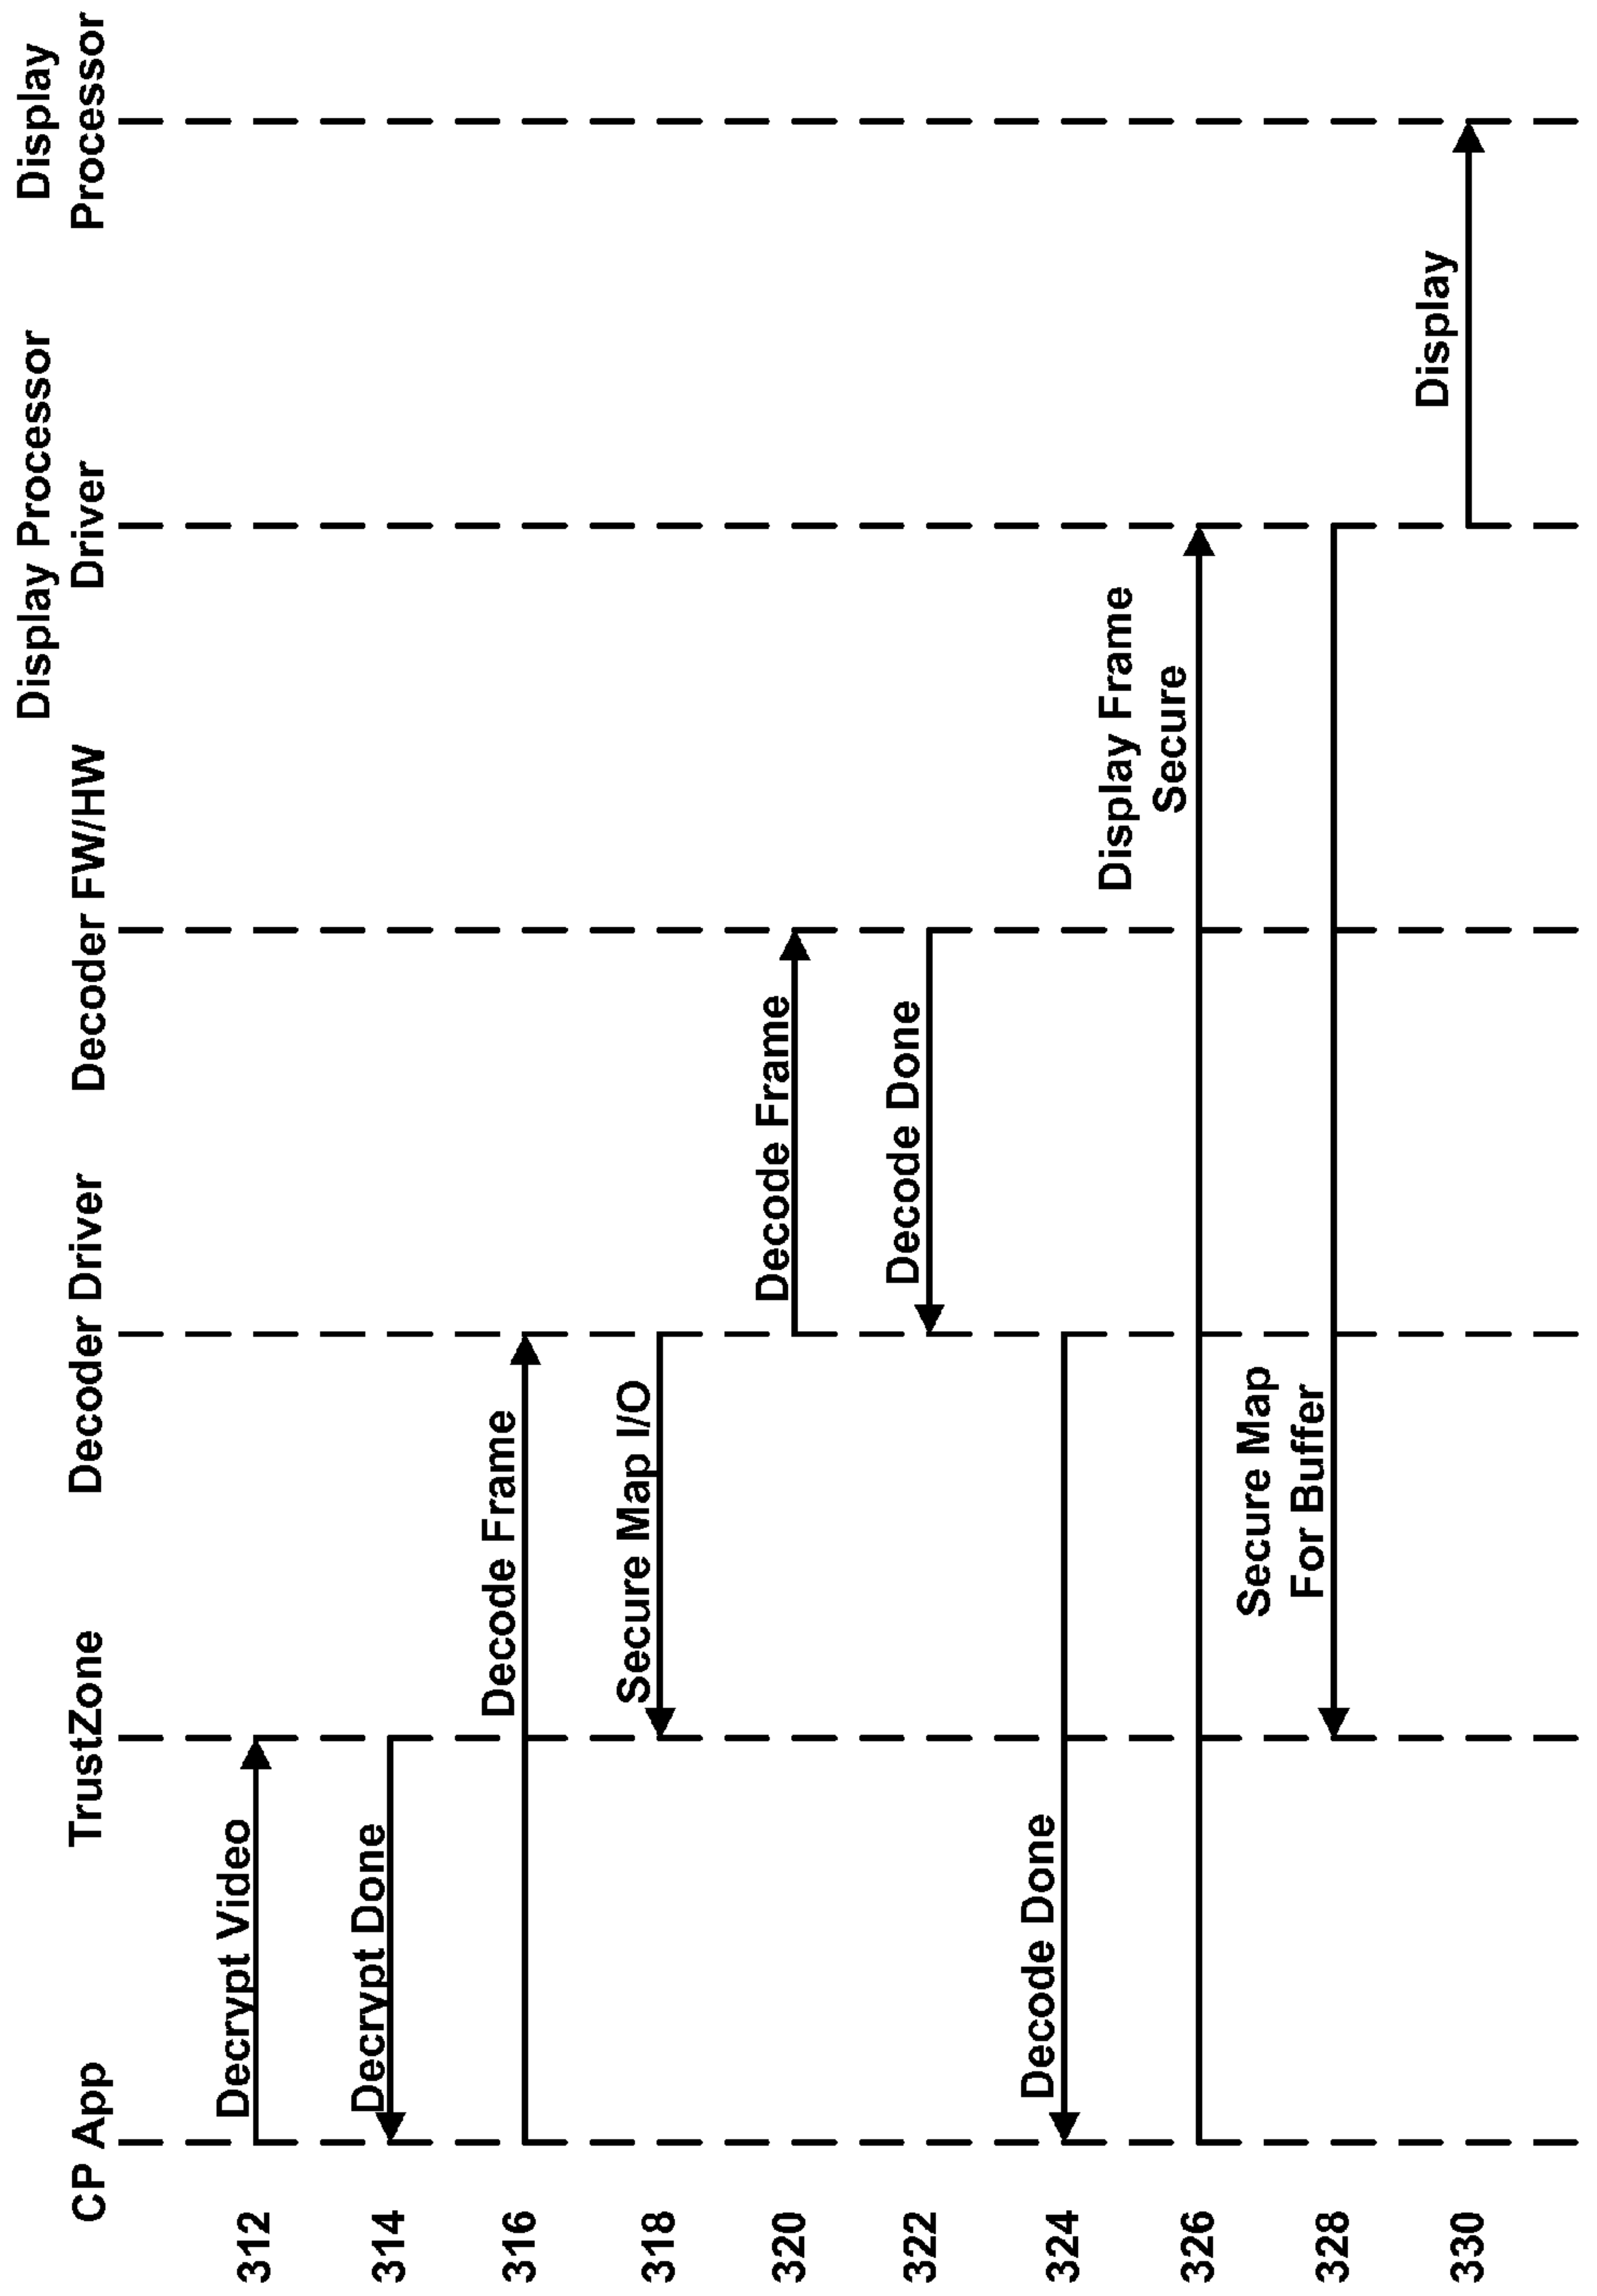 CP App
TrustZone
Decoder Driver
Decoder FW/HW
Display Processor
Driver
Display
Processor
312
Decrypt Video
314
Decrypt Done
316
Decode Frame
318
Secure Map I/O
320
Decode Frame
322
Decode Done
324
Decode Done
326
Display Frame
Secure
328
Secure Map
For Buffer
330
Display